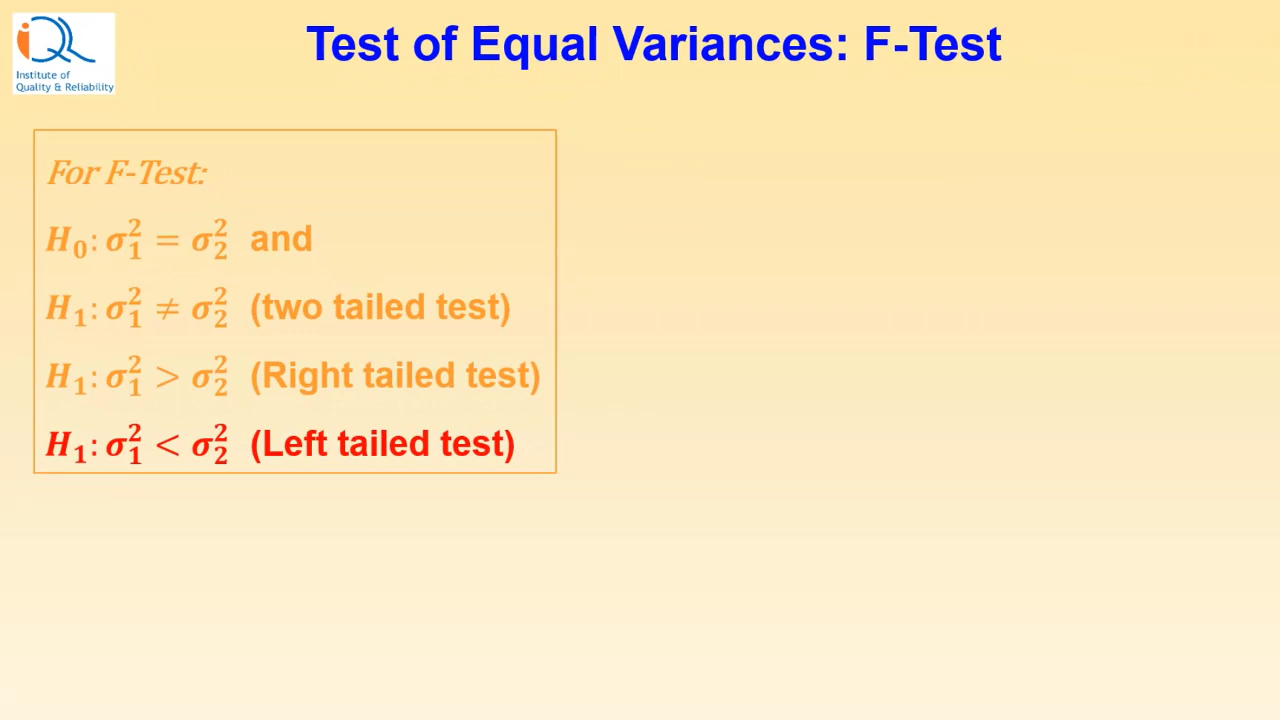 iQR
Institute of
Quality & Reliability
Test of Equal Variances: F-Test
For F-Test:
H₀: σ₁² = σ₂² and
H₁: σ₁² ≠ σ₂² (two tailed test)
H₁: σ₁² > σ₂² (Right tailed test)
H₁: σ₁² < σ₂² (Left tailed test)